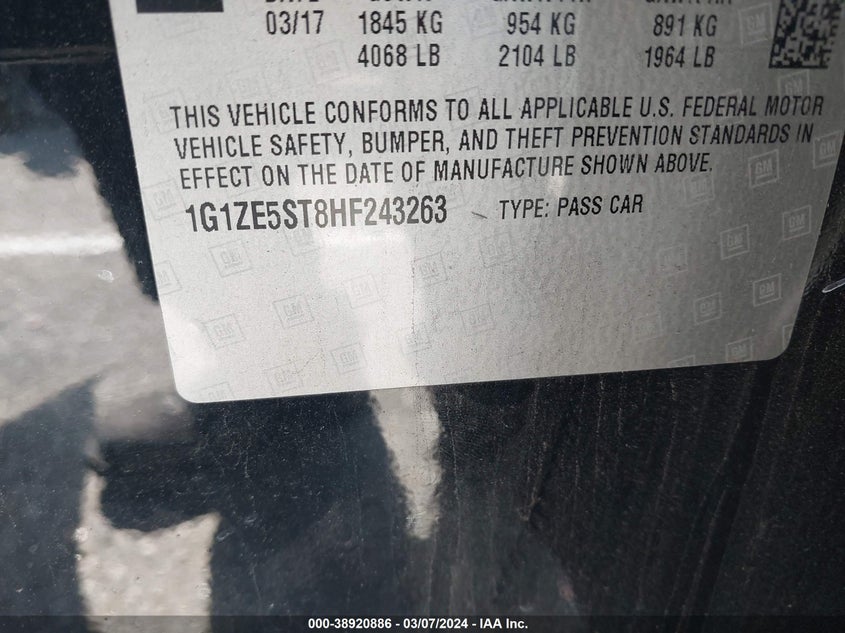 03/17 1845 KG 954 KG 891 KG
4068 LB 2104 LB 1964 LB
THIS VEHICLE CONFORMS TO ALL APPLICABLE U.S. FEDERAL MOTOR
VEHICLE SAFETY, BUMPER, AND THEFT PREVENTION STANDARDS IN
EFFECT ON THE DATE OF MANUFACTURE SHOWN ABOVE.
1G1ZE5ST8HF243263 TYPE: PASS CAR
000-38920886 - 03/07/2024 - IAA Inc.